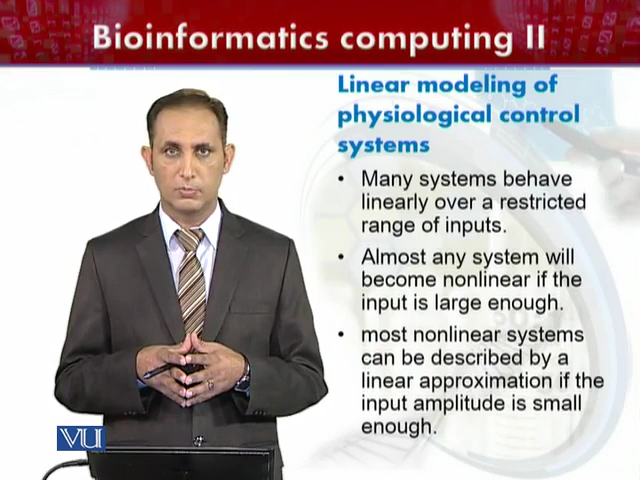 Bioinformatics computing II
Linear modeling of
physiological control
systems
• Many systems behave
linearly over a restricted
range of inputs.
• Almost any system will
become nonlinear if the
input is large enough.
• most nonlinear systems
can be described by a
linear approximation if the
input amplitude is small
enough.
VU